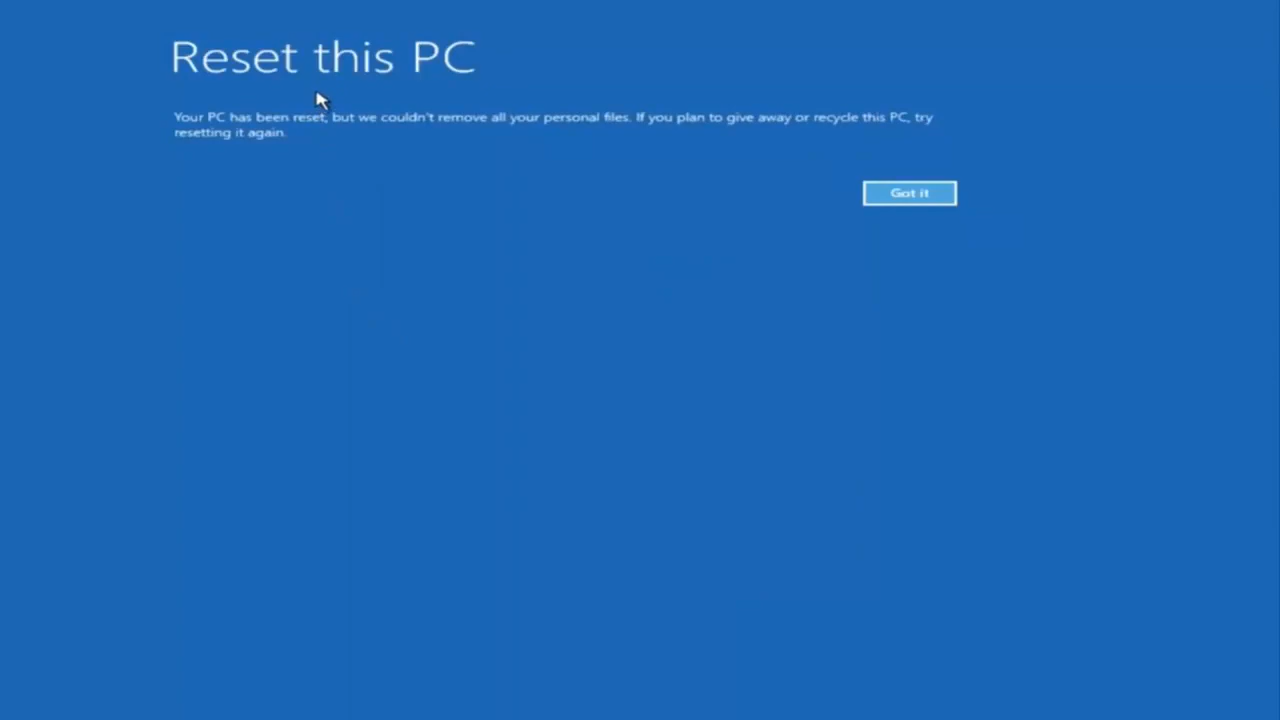 Reset this PC
Your PC has been reset, but we couldn't remove all your personal files. If you plan to give away or recycle this PC, try
resetting it again.
Got it